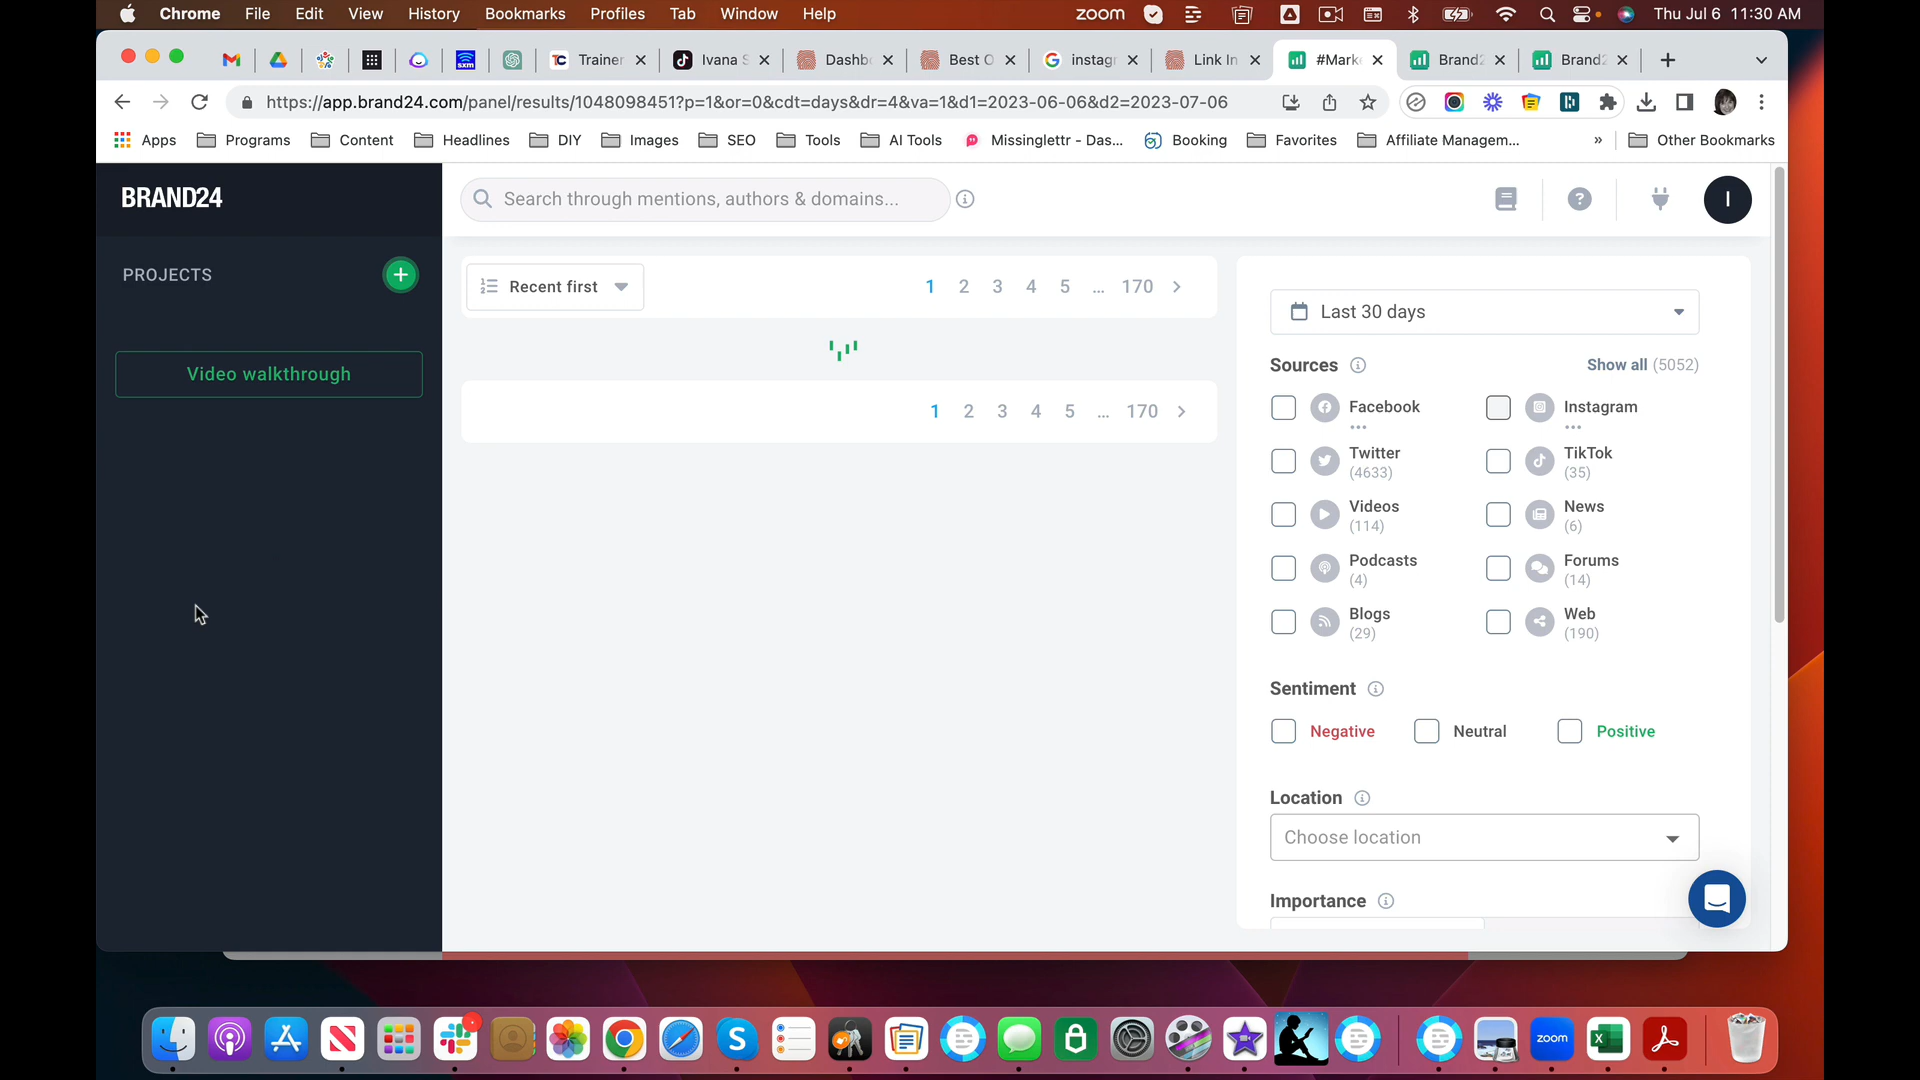 Chrome File Edit View History Bookmarks Profiles Tab Window Help zoom Thu Jul 6 11:30 AM
sxm Trainer Ivana S Dashb Best O instagr Link In #Mark Brand2 Brand2
https://app.brand24.com/panel/results/1048098451?p=1&or=0&cdt=days&dr=4&va=1&d1=2023-06-06&d2=2023-07-06
Apps Programs Content Headlines DIY Images SEO Tools AI Tools Missinglettr - Das... Booking Favorites Affiliate Managem... » Other Bookmarks
BRAND24
Search through mentions, authors & domains...
I
PROJECTS
Video walkthrough
Recent first
1 2 3 4 5 ... 170 >
1 2 3 4 5 ... 170 >
Last 30 days
Sources Show all (5052)
Facebook Instagram
Twitter TikTok
(4633) (35)
Videos News
(114) (6)
Podcasts Forums
(4) (14)
Blogs Web
(29) (190)
Sentiment
Negative Neutral Positive
Location
Choose location
Importance
zoom